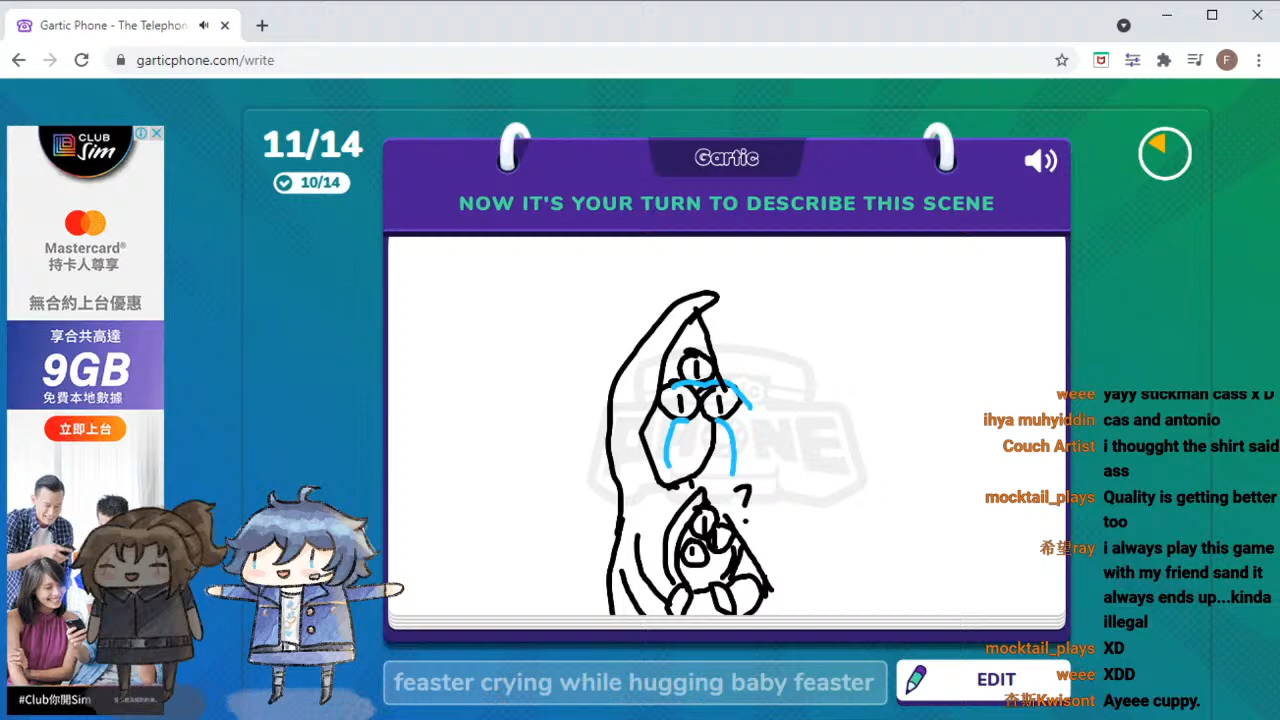 Gartic Phone - The Telephon
garticphone.com/write
F
CLUB
Sim
Mastercard®
持卡人尊享
無合約上台優惠
享合共高達
9GB
免費本地數據
立即上台
#Club你開Sim
11/14
10/14
Gartic
NOW IT'S YOUR TURN TO DESCRIBE THIS SCENE
PHONE
?
feaster crying while hugging baby feaster
EDIT
weee yayy stickman cass x D
ihya muhyiddin cas and antonio
Couch Artist i thougght the shirt said
ass
mocktail_plays Quality is getting better
too
希望ray i always play this game
with my friend sand it
always ends up...kinda
illegal
mocktail_plays XD
weee XDD
Kwisont Ayeee cuppy.